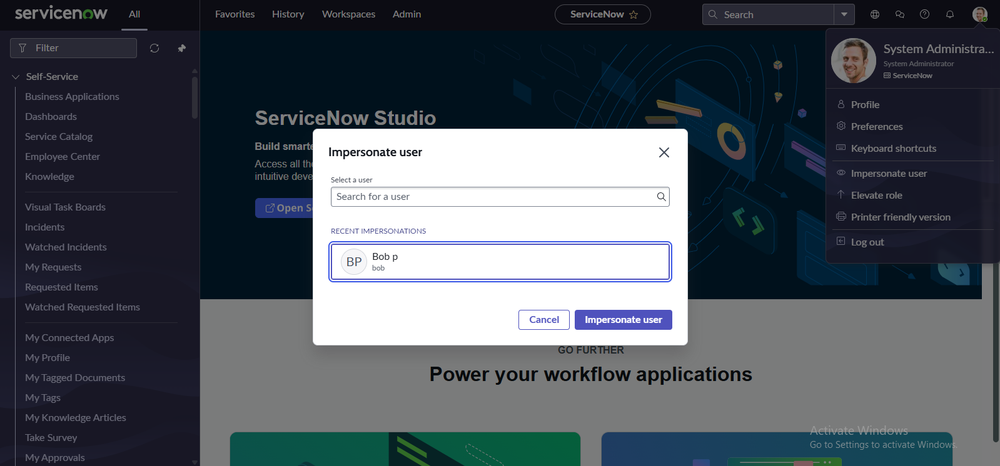 servicenow
All
Favorites
History
Workspaces
Admin
ServiceNow
Search
Filter
Self-Service
Business Applications
Dashboards
Service Catalog
Employee Center
Knowledge
Visual Task Boards
Incidents
Watched Incidents
My Requests
Requested Items
Watched Requested Items
My Connected Apps
My Profile
My Tagged Documents
My Tags
My Knowledge Articles
Take Survey
My Approvals
ServiceNow Studio
Build smarte
Access all the
intuitive deve
Open S
Impersonate user
Select a user
Search for a user
RECENT IMPERSONATIONS
BP
Bob p
bob
Cancel
Impersonate user
GO FURTHER
Power your workflow applications
System Administra...
System Administrator
ServiceNow
Profile
Preferences
Keyboard shortcuts
Impersonate user
Elevate role
Printer friendly version
Log out
Activate Windows
Go to Settings to activate Windows.